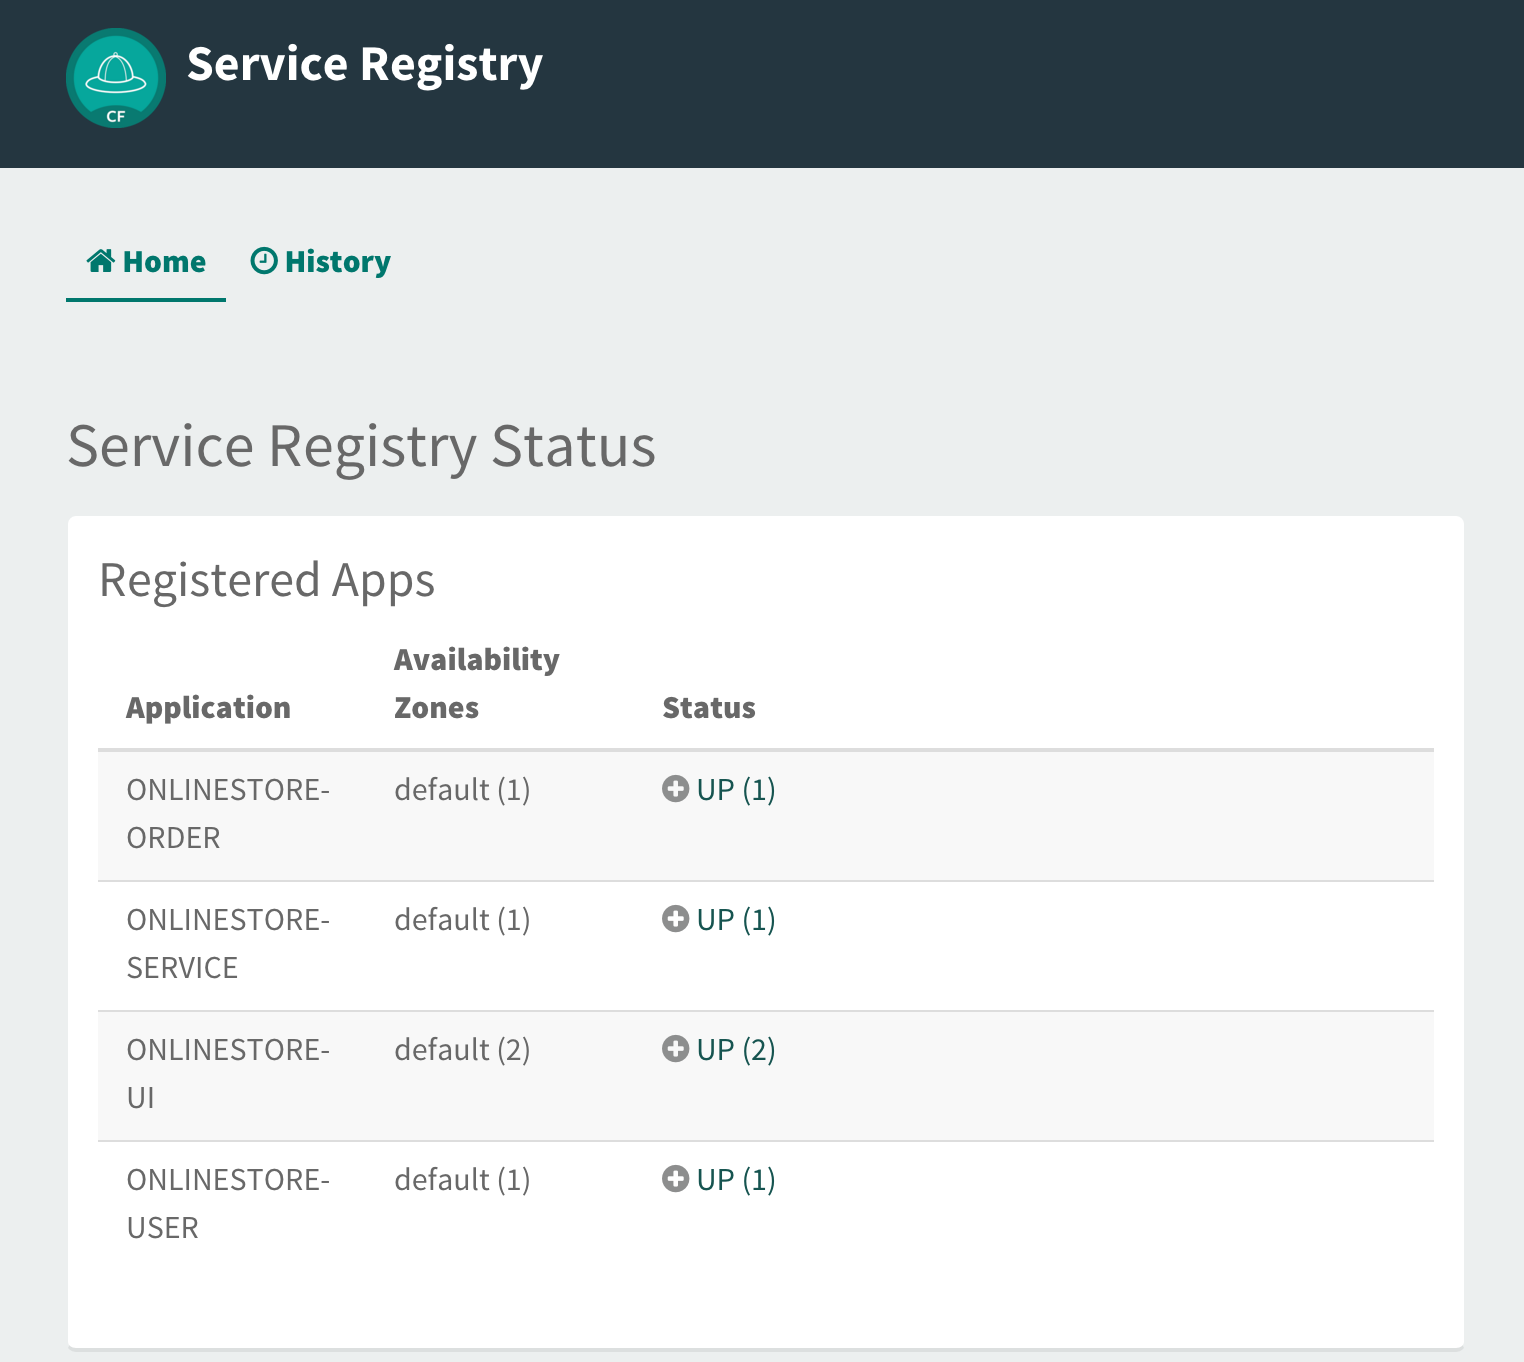 Service Registry
CF
Home History
Service Registry Status
Registered Apps
Availability
Application Zones Status
ONLINESTORE- default (1) UP (1)
ORDER
ONLINESTORE- default (1) UP (1)
SERVICE
ONLINESTORE- default (2) UP (2)
UI
ONLINESTORE- default (1) UP (1)
USER